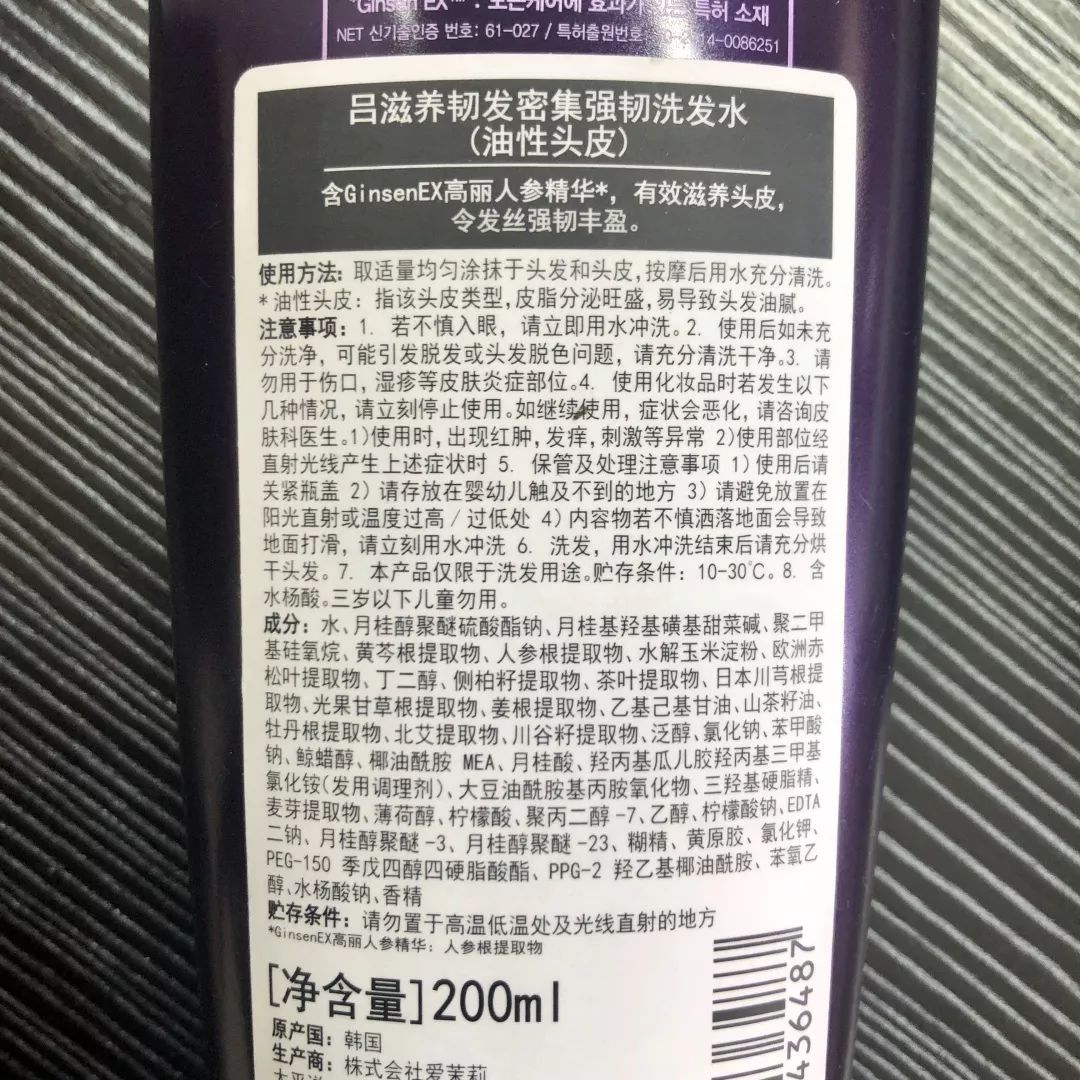 "Ginsen EX™" : 모근케어에 효과가 있는 특허 소재
NET 신기술인증 번호: 61-027 / 특허출원번호 14-0086251
吕滋养韧发密集强韧洗发水
(油性头皮)
含GinsenEX高丽人参精华*，有效滋养头皮，
令发丝强韧丰盈。
使用方法: 取适量均匀涂抹于头发和头皮,按摩后用水充分清洗。
*油性头皮: 指该头皮类型,皮脂分泌旺盛,易导致头发油腻。
注意事项: 1. 若不慎入眼，请立即用水冲洗。2. 使用后如未充
分洗净，可能引发脱发或头发脱色问题，请充分清洗干净。3. 请
勿用于伤口，湿疹等皮肤炎症部位。4. 使用化妆品时若发生以下
几种情况，请立刻停止使用。如继续使用，症状会恶化，请咨询皮
肤科医生。1)使用时,出现红肿,发痒,刺激等异常 2)使用部位经
直射光线产生上述症状时 5. 保管及处理注意事项 1)使用后请
关紧瓶盖 2) 请存放在婴幼儿触及不到的地方 3) 请避免放置在
阳光直射或温度过高/过低处 4) 内容物若不慎洒落地面会导致
地面打滑，请立刻用水冲洗 6. 洗发，用水冲洗结束后请充分烘
干头发。7. 本产品仅限于洗发用途。贮存条件: 10-30℃。8. 含
水杨酸。三岁以下儿童勿用。
成分: 水、月桂醇聚醚硫酸酯钠、月桂基羟基磺基甜菜碱、聚二甲
基硅氧烷、黄芩根提取物、人参根提取物、水解玉米淀粉、欧洲赤
松叶提取物、丁二醇、侧柏籽提取物、茶叶提取物、日本川芎根提
取物、光果甘草根提取物、姜根提取物、乙基己基甘油、山茶籽油、
牡丹根提取物、北艾提取物、川谷籽提取物、泛醇、氯化钠、苯甲酸
钠、鲸蜡醇、椰油酰胺 MEA、月桂酸、羟丙基瓜儿胶羟丙基三甲基
氯化铵(发用调理剂)、大豆油酰胺基丙胺氧化物、三羟基硬脂精、
麦芽提取物、薄荷醇、柠檬酸、聚丙二醇-7、乙醇、柠檬酸钠、EDTA
二钠、月桂醇聚醚-3、月桂醇聚醚-23、糊精、黄原胶、氯化钾、
PEG-150 季戊四醇四硬脂酸酯、PPG-2 羟乙基椰油酰胺、苯氧乙
醇、水杨酸钠、香精
贮存条件: 请勿置于高温低温处及光线直射的地方
*GinsenEX高丽人参精华: 人参根提取物
[净含量]200ml
原产国: 韩国
生产商: 株式会社爱茉莉
太平洋
436487